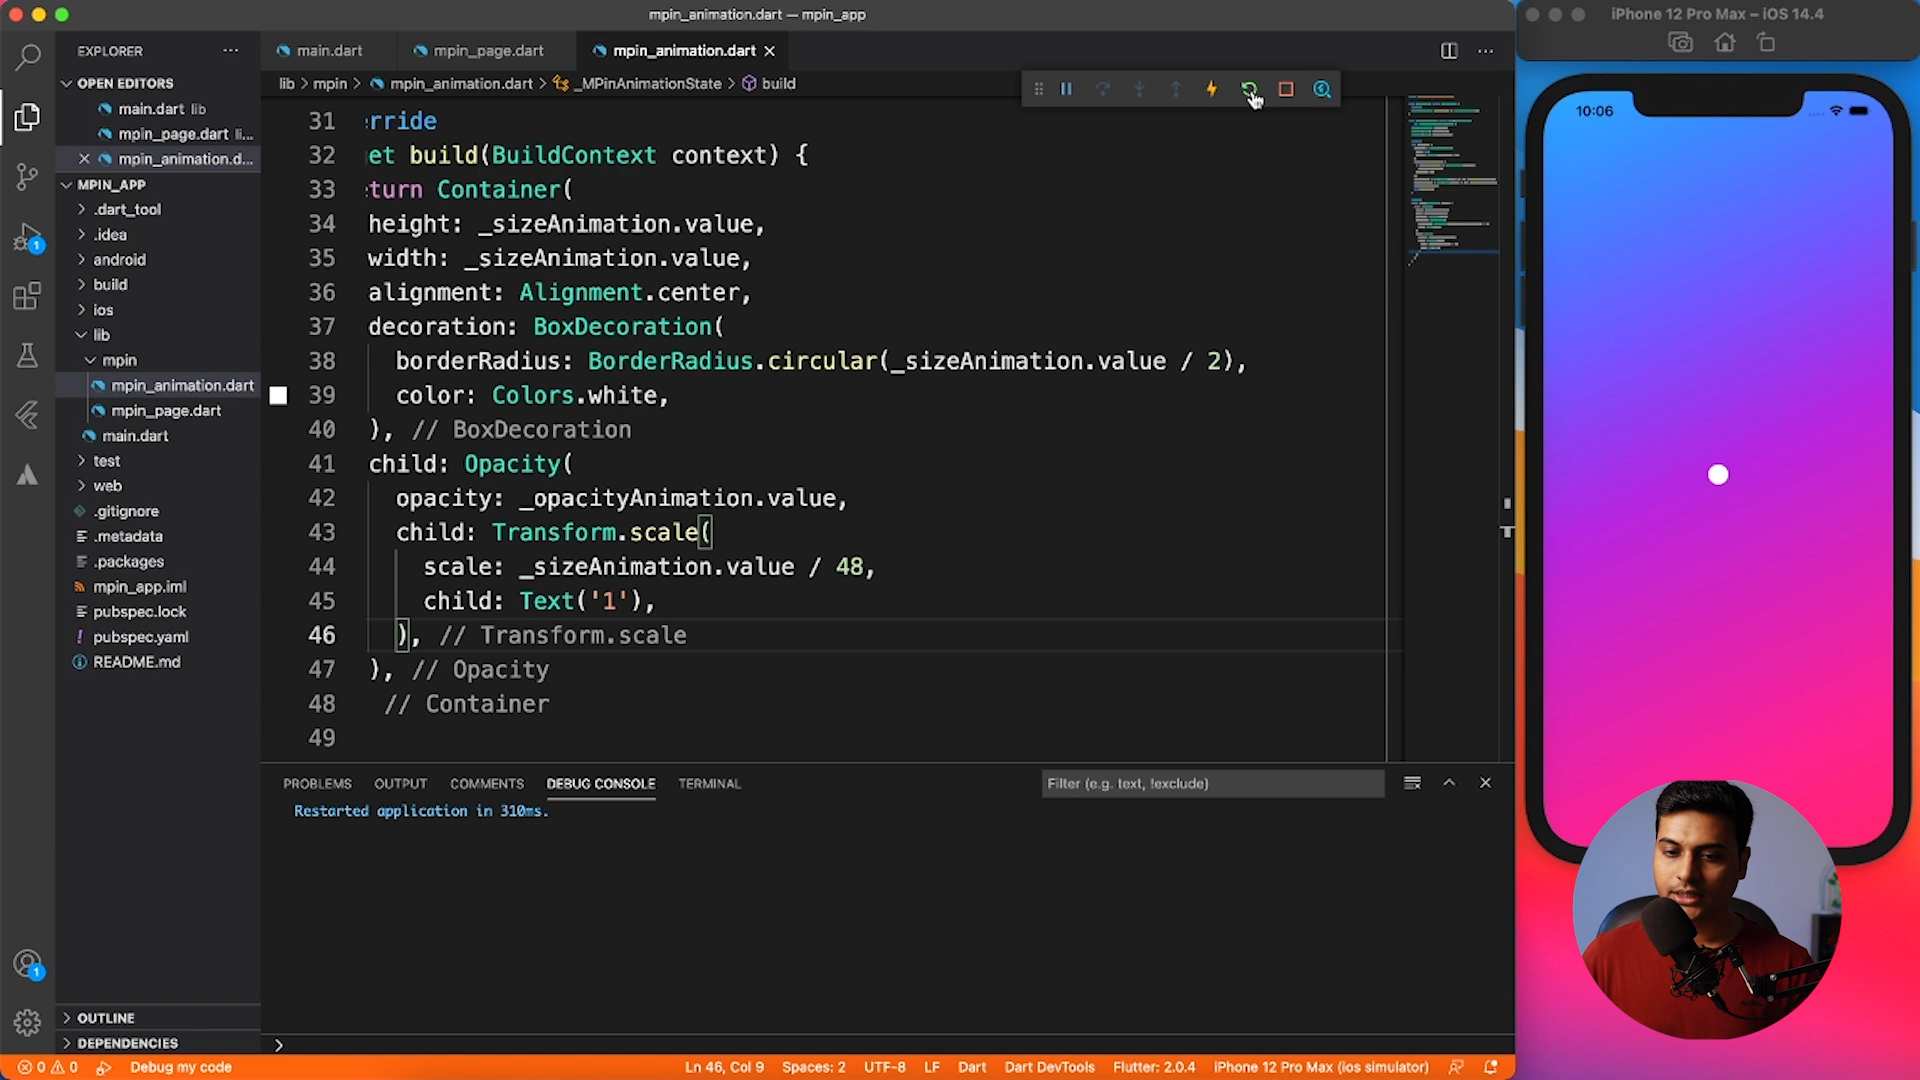 mpin_animation.dart — mpin_app
iPhone 12 Pro Max – iOS 14.4
EXPLORER
main.dart
mpin_page.dart
mpin_animation.dart
OPEN EDITORS
main.dart lib
mpin_page.dart li...
mpin_animation.d...
MPIN_APP
.dart_tool
.idea
android
build
ios
lib
mpin
mpin_animation.dart
mpin_page.dart
main.dart
test
web
.gitignore
.metadata
.packages
mpin_app.iml
pubspec.lock
pubspec.yaml
README.md
OUTLINE
DEPENDENCIES
1
1
lib > mpin > mpin_animation.dart > _MPinAnimationState > build
31 rride
32 et build(BuildContext context) {
33 turn Container(
34 height: _sizeAnimation.value,
35 width: _sizeAnimation.value,
36 alignment: Alignment.center,
37 decoration: BoxDecoration(
38 borderRadius: BorderRadius.circular(_sizeAnimation.value / 2),
39 color: Colors.white,
40 ), // BoxDecoration
41 child: Opacity(
42 opacity: _opacityAnimation.value,
43 child: Transform.scale(
44 scale: _sizeAnimation.value / 48,
45 child: Text('1'),
46 ), // Transform.scale
47 ), // Opacity
48 // Container
49
PROBLEMS OUTPUT COMMENTS DEBUG CONSOLE TERMINAL
Filter (e.g. text, !exclude)
Restarted application in 310ms.
10:06
0 0 Debug my code
Ln 46, Col 9 Spaces: 2 UTF-8 LF Dart Dart DevTools Flutter: 2.0.4 iPhone 12 Pro Max (ios simulator)